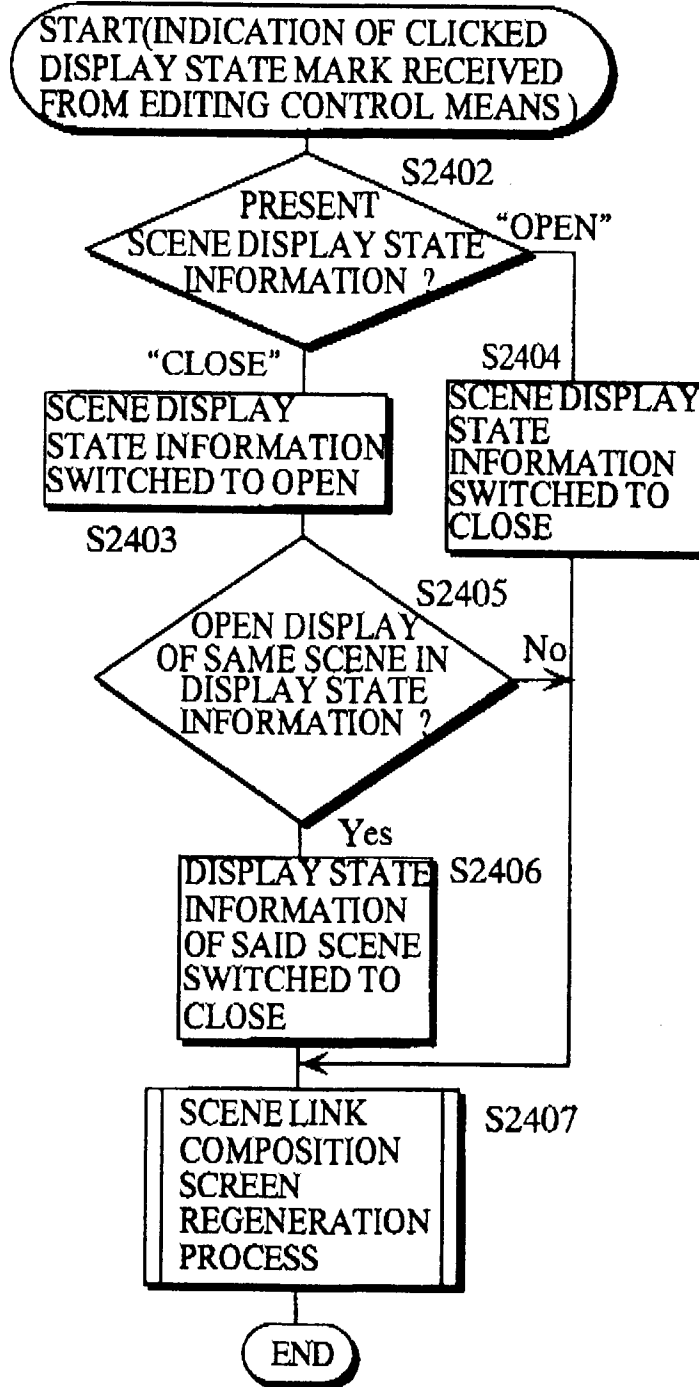 START(INDICATION OF CLICKED
DISPLAY STATE MARK RECEIVED
FROM EDITING CONTROL MEANS )
S2402
PRESENT
SCENE DISPLAY STATE
INFORMATION ?
"OPEN"
"CLOSE"
S2404
SCENE DISPLAY
STATE INFORMATION
SWITCHED TO OPEN
SCENE DISPLAY
STATE
INFORMATION
SWITCHED TO
CLOSE
S2403
S2405
OPEN DISPLAY
OF SAME SCENE IN
DISPLAY STATE
INFORMATION ?
No
Yes
DISPLAY STATE
INFORMATION
OF SAID SCENE
SWITCHED TO
CLOSE
S2406
SCENE LINK
COMPOSITION
SCREEN
REGENERATION
PROCESS
S2407
END